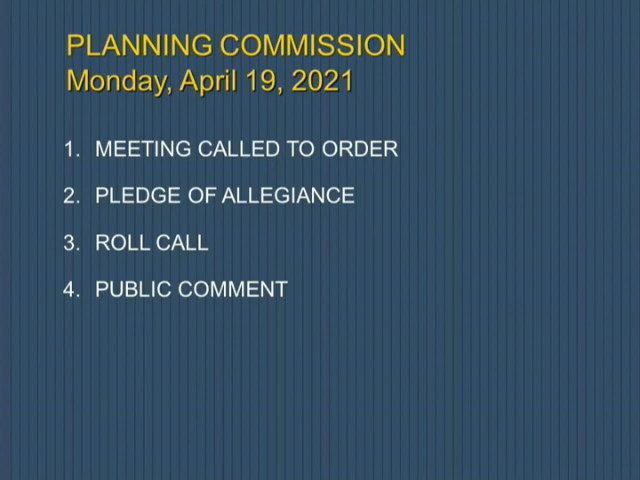 PLANNING COMMISSION
Monday, April 19, 2021
1. MEETING CALLED TO ORDER
2. PLEDGE OF ALLEGIANCE
3. ROLL CALL
4. PUBLIC COMMENT